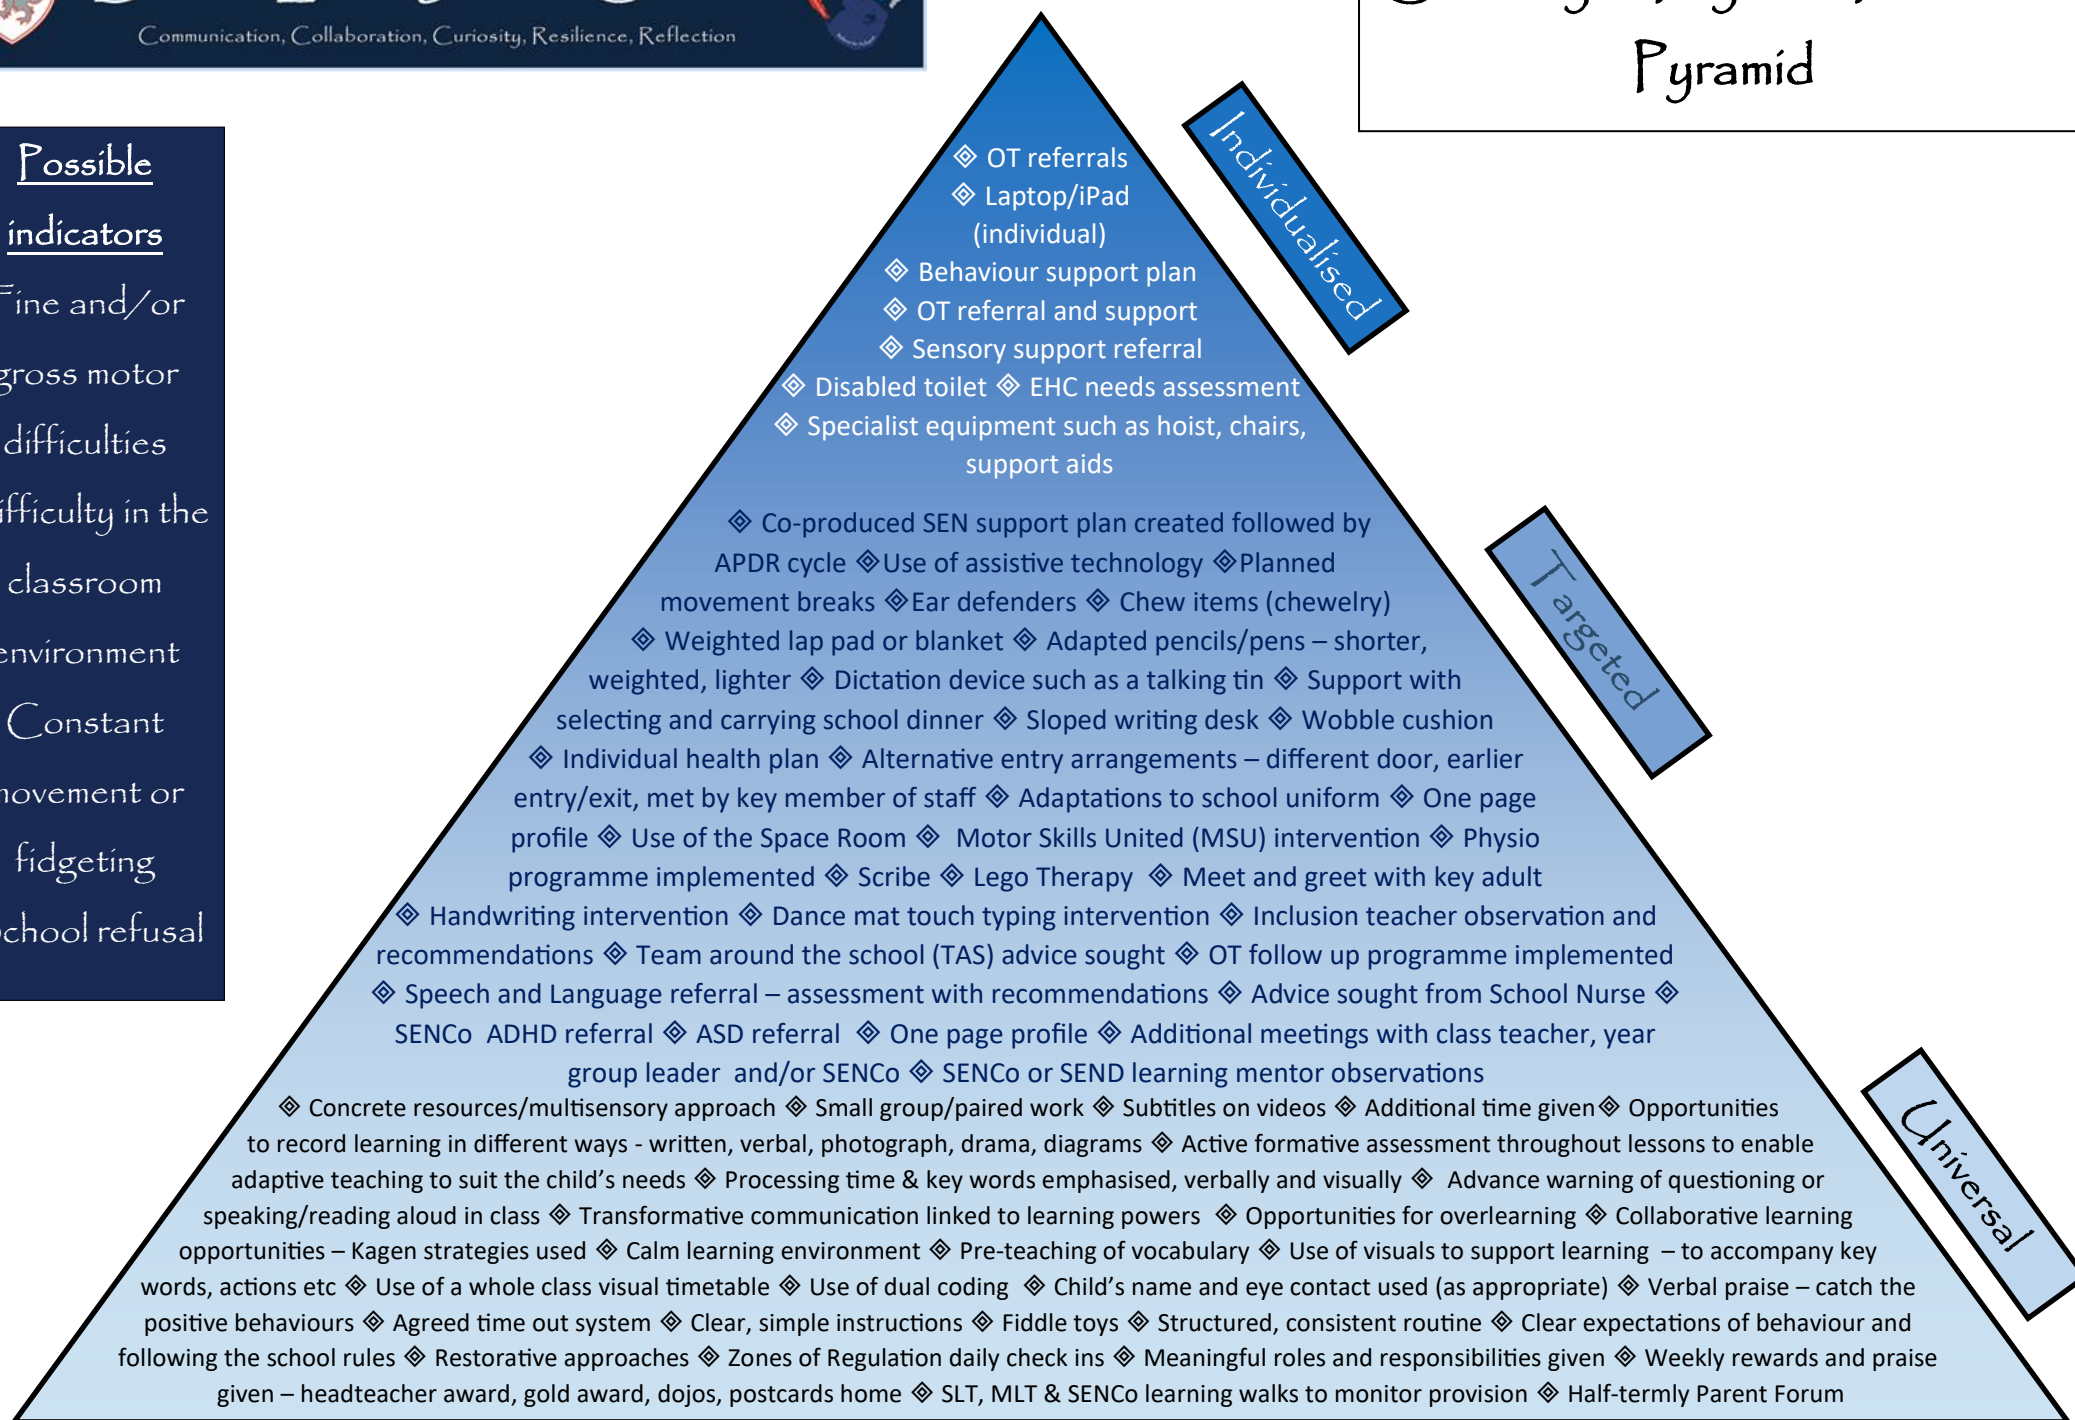 Communication, Collaboration, Curiosity, Resilience, Reflection
Pyramid
Possible
indicators
Fine and/or
gross motor
difficulties
Difficulty in the
classroom
environment
Constant
movement or
fidgeting
School refusal
Individualised
◈ OT referrals
◈ Laptop/iPad
(individual)
◈ Behaviour support plan
◈ OT referral and support
◈ Sensory support referral
◈ Disabled toilet ◈ EHC needs assessment
◈ Specialist equipment such as hoist, chairs,
support aids
Targeted
◈ Co-produced SEN support plan created followed by
APDR cycle ◈Use of assistive technology ◈Planned
movement breaks ◈Ear defenders ◈ Chew items (chewelry)
◈ Weighted lap pad or blanket ◈ Adapted pencils/pens – shorter,
weighted, lighter ◈ Dictation device such as a talking tin ◈ Support with
selecting and carrying school dinner ◈ Sloped writing desk ◈ Wobble cushion
◈ Individual health plan ◈ Alternative entry arrangements – different door, earlier
entry/exit, met by key member of staff ◈ Adaptations to school uniform ◈ One page
profile ◈ Use of the Space Room ◈ Motor Skills United (MSU) intervention ◈ Physio
programme implemented ◈ Scribe ◈ Lego Therapy ◈ Meet and greet with key adult
◈ Handwriting intervention ◈ Dance mat touch typing intervention ◈ Inclusion teacher observation and
recommendations ◈ Team around the school (TAS) advice sought ◈ OT follow up programme implemented
◈ Speech and Language referral – assessment with recommendations ◈ Advice sought from School Nurse ◈
SENCo ADHD referral ◈ ASD referral ◈ One page profile ◈ Additional meetings with class teacher, year
group leader and/or SENCo ◈ SENCo or SEND learning mentor observations
Universal
◈ Concrete resources/multisensory approach ◈ Small group/paired work ◈ Subtitles on videos ◈ Additional time given◈ Opportunities
to record learning in different ways - written, verbal, photograph, drama, diagrams ◈ Active formative assessment throughout lessons to enable
adaptive teaching to suit the child's needs ◈ Processing time & key words emphasised, verbally and visually ◈ Advance warning of questioning or
speaking/reading aloud in class ◈ Transformative communication linked to learning powers ◈ Opportunities for overlearning ◈ Collaborative learning
opportunities – Kagen strategies used ◈ Calm learning environment ◈ Pre-teaching of vocabulary ◈ Use of visuals to support learning – to accompany key
words, actions etc ◈ Use of a whole class visual timetable ◈ Use of dual coding ◈ Child's name and eye contact used (as appropriate) ◈ Verbal praise – catch the
positive behaviours ◈ Agreed time out system ◈ Clear, simple instructions ◈ Fiddle toys ◈ Structured, consistent routine ◈ Clear expectations of behaviour and
following the school rules ◈ Restorative approaches ◈ Zones of Regulation daily check ins ◈ Meaningful roles and responsibilities given ◈ Weekly rewards and praise
given – headteacher award, gold award, dojos, postcards home ◈ SLT, MLT & SENCo learning walks to monitor provision ◈ Half-termly Parent Forum